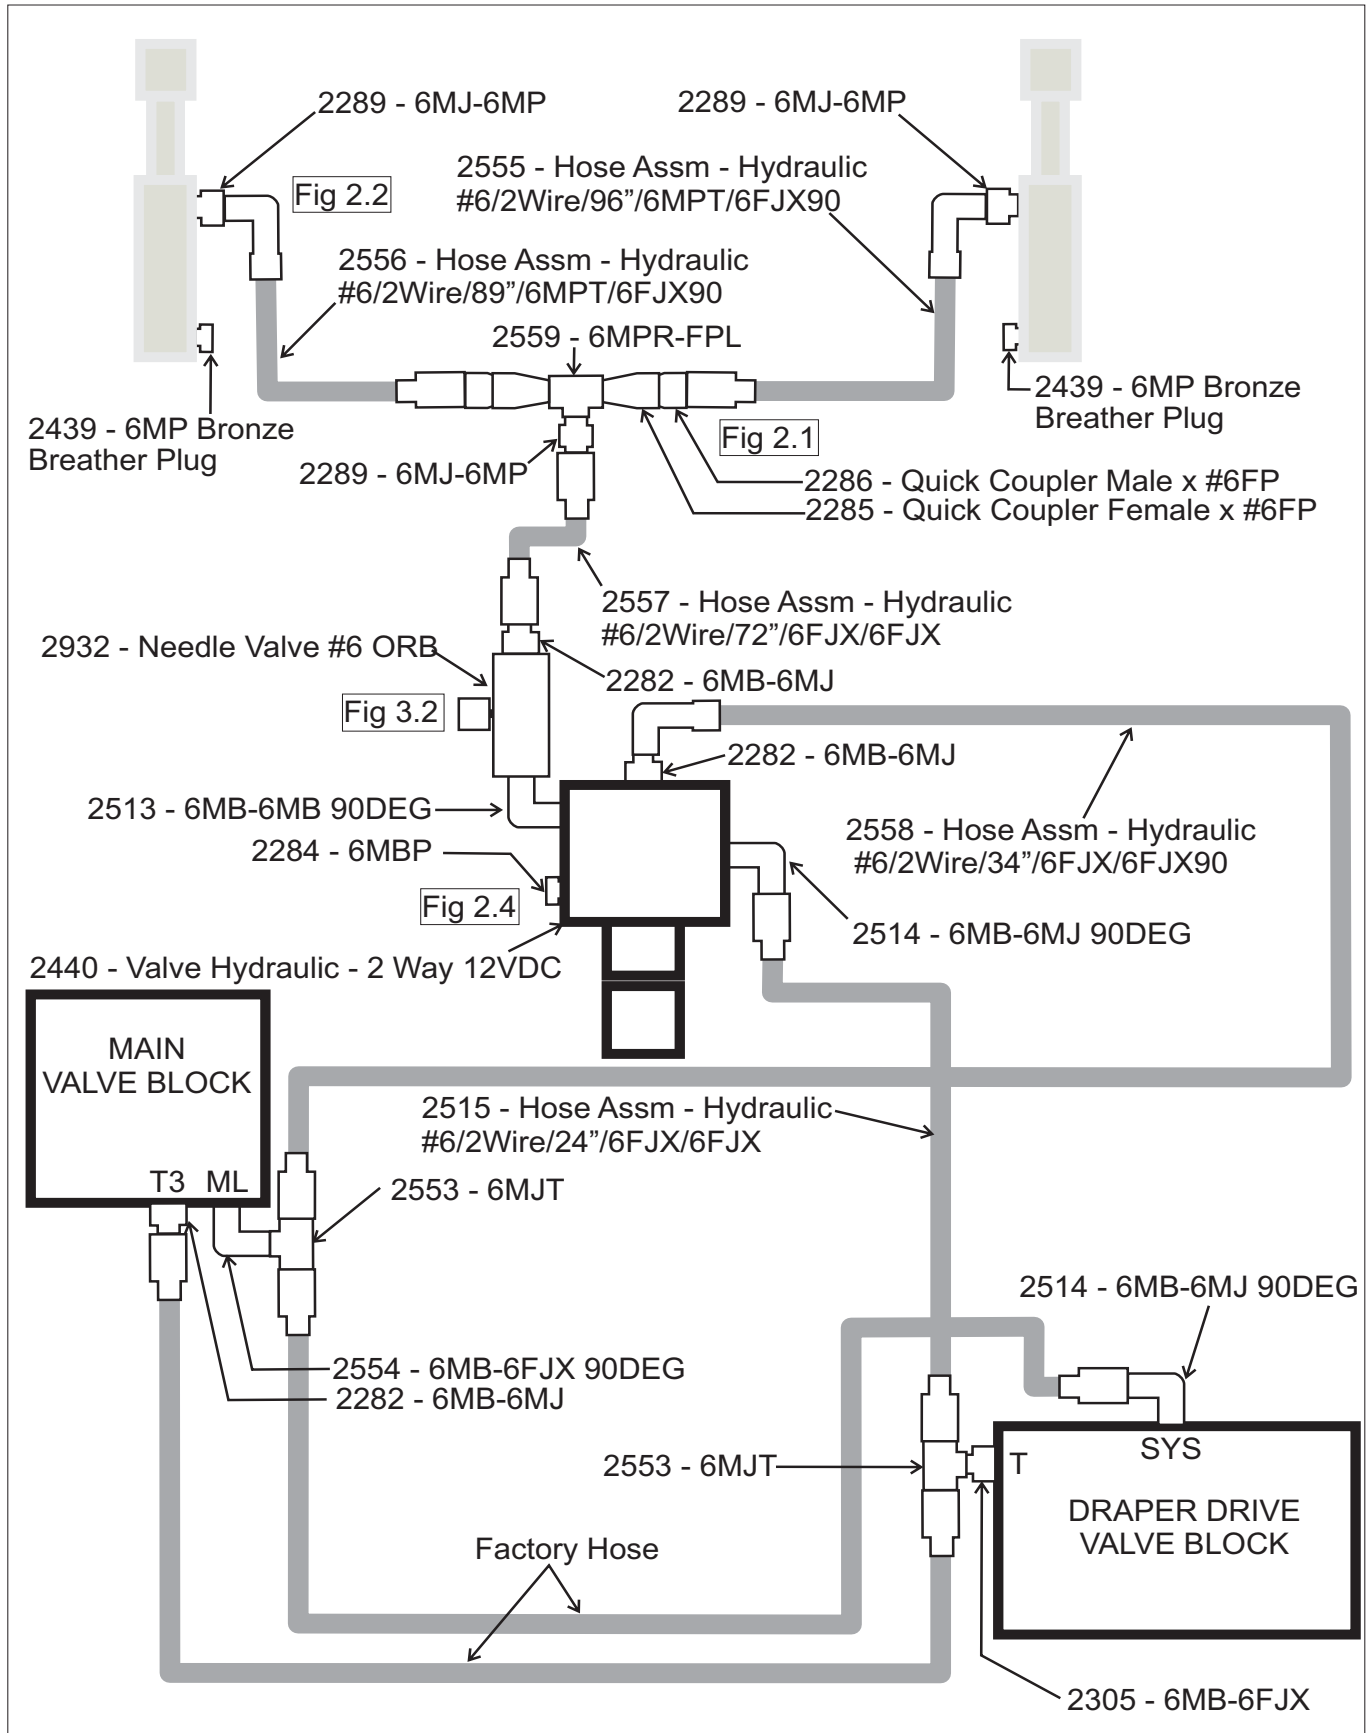 2289 - 6MJ-6MP
2289 - 6MJ-6MP
2555 - Hose Assm - Hydraulic
#6/2Wire/96”/6MPT/6FJX90
Fig 2.2
2556 - Hose Assm - Hydraulic
#6/2Wire/89”/6MPT/6FJX90
2559 - 6MPR-FPL
2439 - 6MP Bronze
Breather Plug
2439 - 6MP Bronze
Breather Plug
Fig 2.1
2289 - 6MJ-6MP
2286 - Quick Coupler Male x #6FP
2285 - Quick Coupler Female x #6FP
2557 - Hose Assm - Hydraulic
#6/2Wire/72”/6FJX/6FJX
2932 - Needle Valve #6 ORB
2282 - 6MB-6MJ
Fig 3.2
2282 - 6MB-6MJ
2513 - 6MB-6MB 90DEG
2558 - Hose Assm - Hydraulic
#6/2Wire/34”/6FJX/6FJX90
2284 - 6MBP
Fig 2.4
2514 - 6MB-6MJ 90DEG
2440 - Valve Hydraulic - 2 Way 12VDC
MAIN
VALVE BLOCK
2515 - Hose Assm - Hydraulic
#6/2Wire/24”/6FJX/6FJX
T3 ML
2553 - 6MJT
2514 - 6MB-6MJ 90DEG
2554 - 6MB-6FJX 90DEG
2282 - 6MB-6MJ
SYS
2553 - 6MJT
T
DRAPER DRIVE
VALVE BLOCK
Factory Hose
2305 - 6MB-6FJX